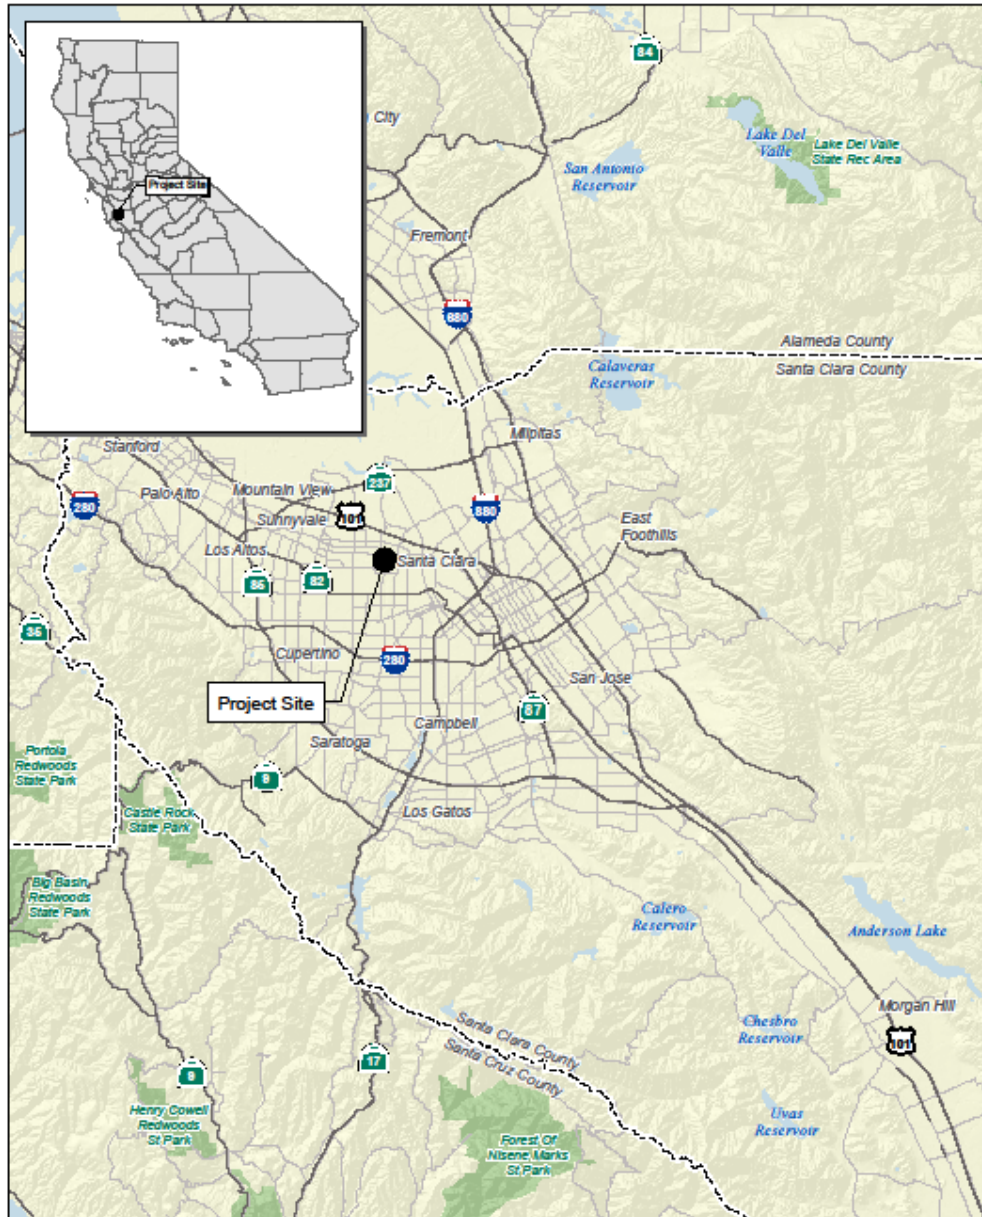 84
City
Project Site
Lake Del
Valle
Lake Del Valle
State Rec Area
San Antonio
Reservoir
Fremont
680
Alameda County
Santa Clara County
Calaveras
Reservoir
Milpitas
Stanford
237
Palo Alto
Mountain View
280
880
101
Sunnyvale
East
Foothills
Los Altos
Santa Clara
85
82
35
Cupertino
280
San Jose
Project Site
87
Campbell
Saratoga
Portola
Redwoods
State Park
9
Castle Rock
State Park
Los Gatos
Big Basin
Redwoods
State Park
Calero
Reservoir
Anderson Lake
Morgan Hill
Santa Clara County
Santa Cruz County
Chesbro
Reservoir
101
17
9
Henry Cowell
Redwoods
St Park
Uvas
Reservoir
Forest Of
Nisene Marks
St Park